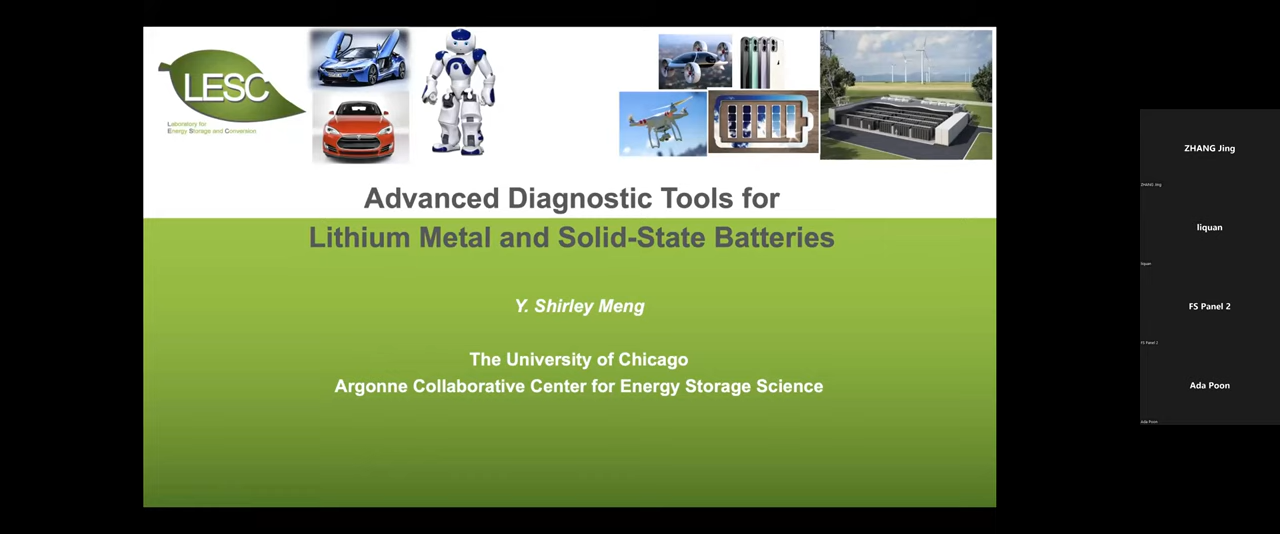 LESC
Laboratory for
Energy Storage and Conversion
Advanced Diagnostic Tools for
Lithium Metal and Solid-State Batteries
Y. Shirley Meng
The University of Chicago
Argonne Collaborative Center for Energy Storage Science
ZHANG Jing
ZHANG Jing
liquan
liquan
FS Panel 2
FS Panel 2
Ada Poon
Ada Poon